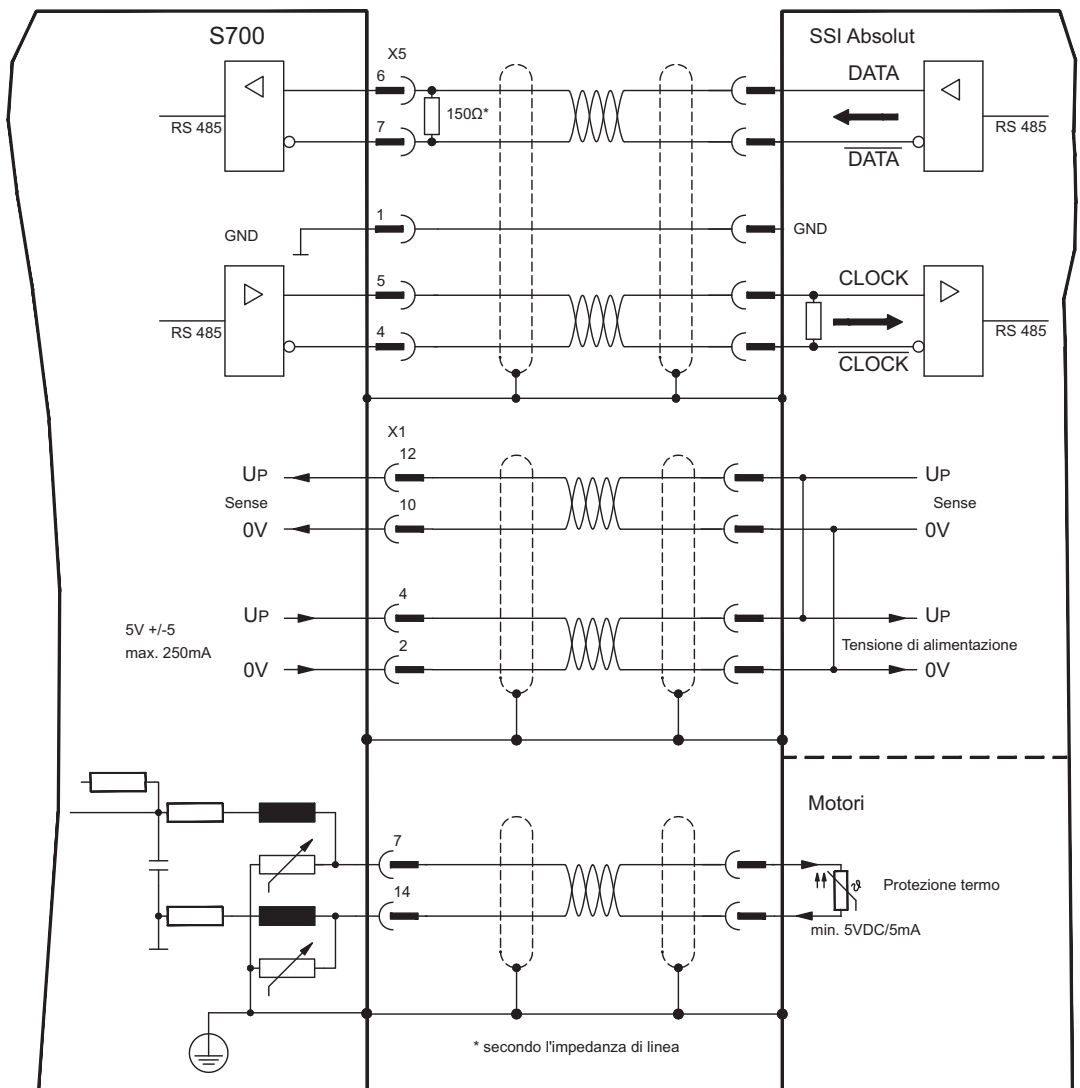 S700
SSI Absolut
X5
6
DATA
150Ω*
RS 485
RS 485
7
DATA
1
GND
GND
5
CLOCK
RS 485
RS 485
4
CLOCK
X1
12
UP
UP
Sense
Sense
10
0V
0V
4
UP
UP
5V +/-5
max. 250mA
Tensione di alimentazione
2
0V
0V
Motori
7
ϑ
Protezione termo
14
min. 5VDC/5mA
* secondo l'impedanza di linea